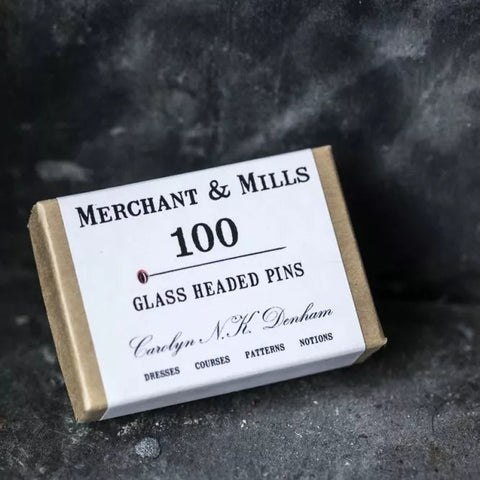 MERCHANT & MILLS
100
GLASS HEADED PINS
Carolyn N.K. Denham
DRESSES COURSES PATTERNS NOTIONS